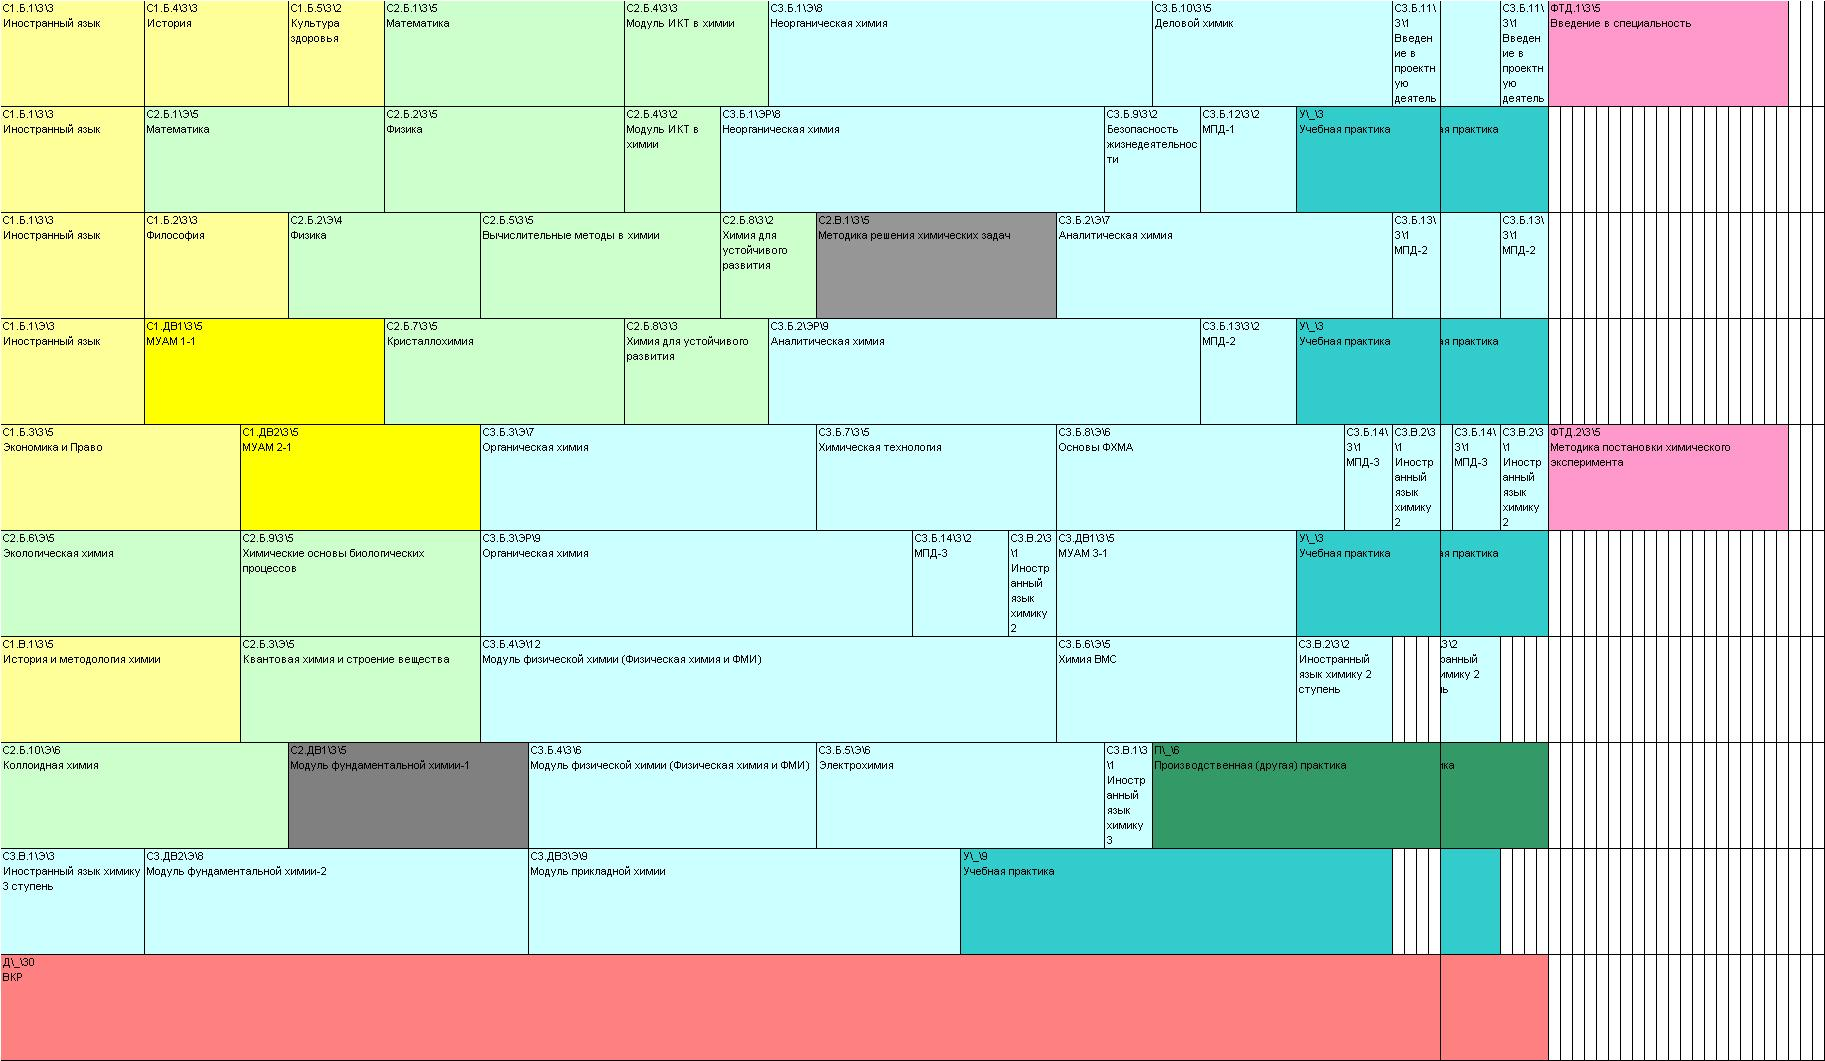 С1.Б.1\З\3
Иностранный язык
С1.Б.4\З\3
История
С1.Б.5\З\2
Культура
здоровья
С2.Б.1\З\5
Математика
С2.Б.4\З\3
Модуль ИКТ в химии
С3.Б.1\Э\8
Неорганическая химия
С3.Б.10\З\5
Деловой химик
С3.Б.11\
З\1
Введен
ие в
проектн
ую
деятель
С3.Б.11\
З\1
Введен
ие в
проектн
ую
деятель
ФТД.1\З\5
Введение в специальность
С1.Б.1\З\3
Иностранный язык
С2.Б.1\Э\5
Математика
С2.Б.2\З\5
Физика
С2.Б.4\З\2
Модуль ИКТ в
химии
С3.Б.1\ЭР\8
Неорганическая химия
С3.Б.9\З\2
Безопасность
жизнедеятельнос
ти
С3.Б.12\З\2
МПД-1
У\_\3
Учебная практика
ая практика
С1.Б.1\З\3
Иностранный язык
С1.Б.2\З\3
Философия
С2.Б.2\Э\4
Физика
С2.Б.5\З\5
Вычислительные методы в химии
С2.Б.8\З\2
Химия для
устойчивого
развития
С2.В.1\З\5
Методика решения химических задач
С3.Б.2\Э\7
Аналитическая химия
С3.Б.13\
З\1
МПД-2
С3.Б.13\
З\1
МПД-2
С1.Б.1\Э\3
Иностранный язык
С1.ДВ1\З\5
МУАМ 1-1
С2.Б.7\З\5
Кристаллохимия
С2.Б.8\З\3
Химия для устойчивого
развития
С3.Б.2\ЭР\9
Аналитическая химия
С3.Б.13\З\2
МПД-2
У\_\3
Учебная практика
ая практика
С1.Б.3\З\5
Экономика и Право
С1.ДВ2\З\5
МУАМ 2-1
С3.Б.3\Э\7
Органическая химия
С3.Б.7\З\5
Химическая технология
С3.Б.8\Э\6
Основы ФХМА
С3.Б.14\
З\1
МПД-3
С3.В.2\З
\1
Иностр
анный
язык
химику
2
С3.Б.14\
З\1
МПД-3
С3.В.2\З
\1
Иностр
анный
язык
химику
2
ФТД.2\З\5
Методика постановки химического
эксперимента
С2.Б.6\Э\5
Экологическая химия
С2.Б.9\З\5
Химические основы биологических
процессов
С3.Б.3\ЭР\9
Органическая химия
С3.Б.14\З\2
МПД-3
С3.В.2\З
\1
Иностр
анный
язык
химику
2
С3.ДВ1\З\5
МУАМ 3-1
У\_\3
Учебная практика
ая практика
С1.В.1\З\5
История и методология химии
С2.Б.3\Э\5
Квантовая химия и строение вещества
С3.Б.4\Э\12
Модуль физической химии (Физическая химия и ФМИ)
С3.Б.6\Э\5
Химия ВМС
С3.В.2\З\2
Иностранный
язык химику 2
ступень
З\2
ранный
имику 2
ь
С2.Б.10\Э\6
Коллоидная химия
С2.ДВ1\З\5
Модуль фундаментальной химии-1
С3.Б.4\З\6
Модуль физической химии (Физическая химия и ФМИ)
С3.Б.5\Э\6
Электрохимия
С3.В.1\З
\1
Иностр
анный
язык
химику
3
П\_\6
Производственная (другая) практика
ика
С3.В.1\Э\3
Иностранный язык химику
3 ступень
С3.ДВ2\Э\8
Модуль фундаментальной химии-2
С3.ДВ3\Э\9
Модуль прикладной химии
У\_\9
Учебная практика
Д\_\30
ВКР